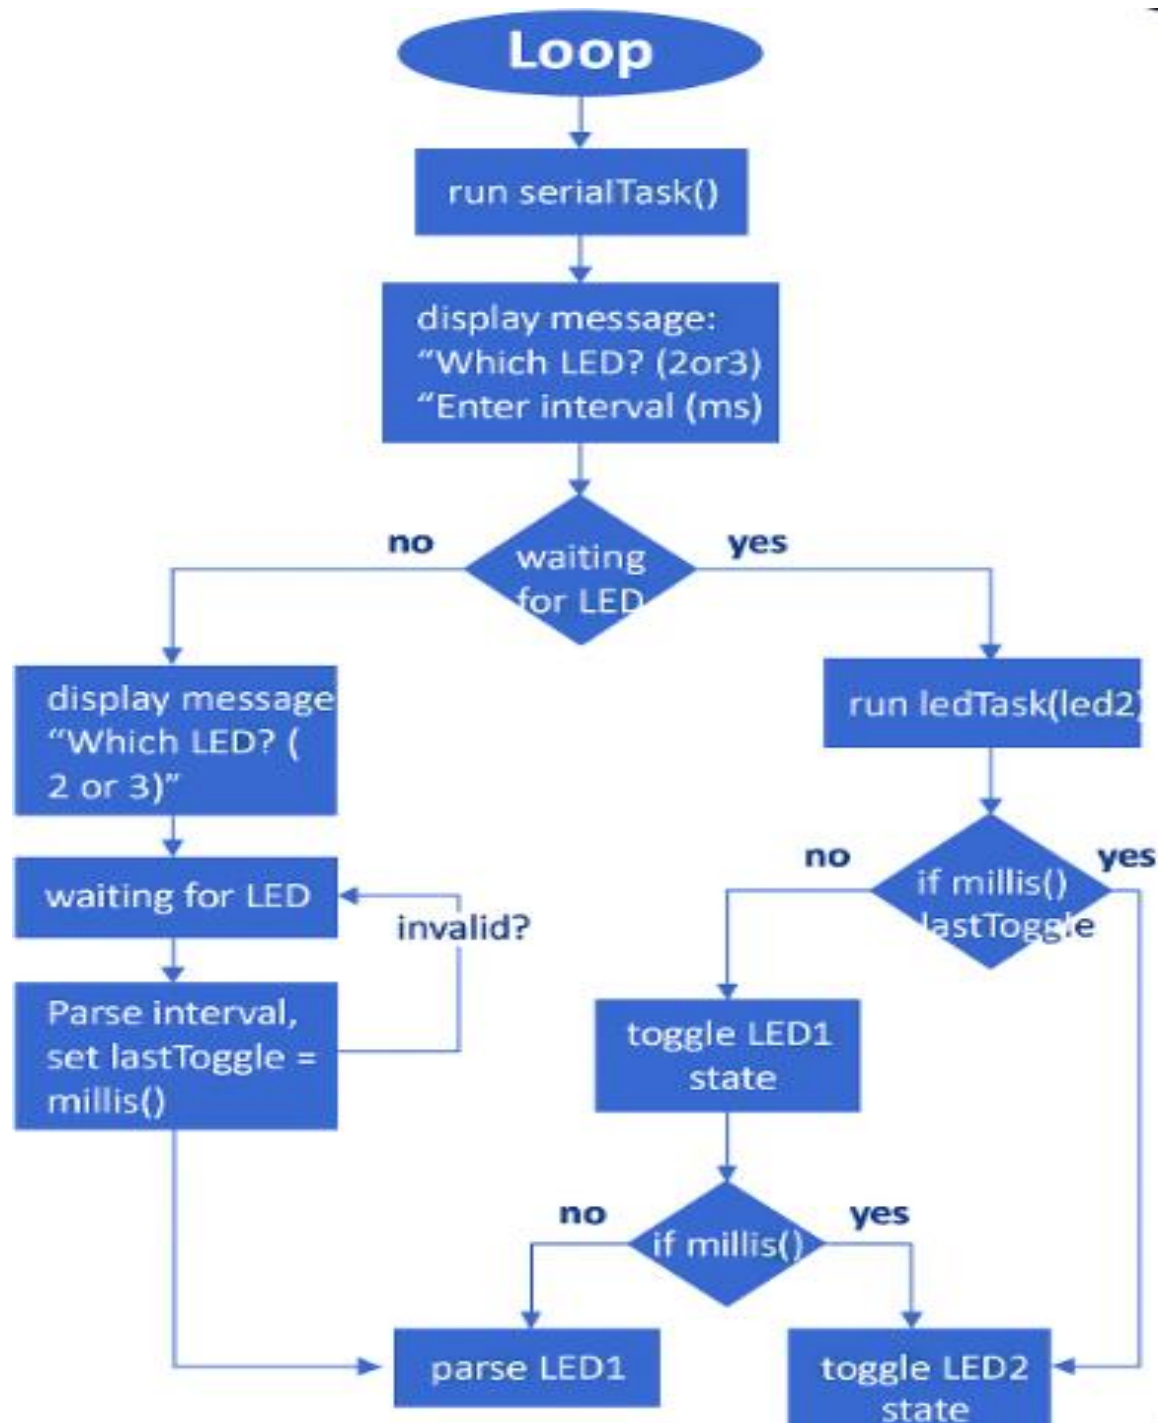 Loop
run serialTask()
display message:
“Which LED? (2or3)
“Enter interval (ms)
no
yes
waiting
for LED
display message
“Which LED? (
2 or 3)”
run ledTask(led2)
waiting for LED
invalid?
no
yes
if millis()
lastToggle
Parse interval,
set lastToggle =
millis()
toggle LED1
state
no
yes
if millis()
parse LED1
toggle LED2
state